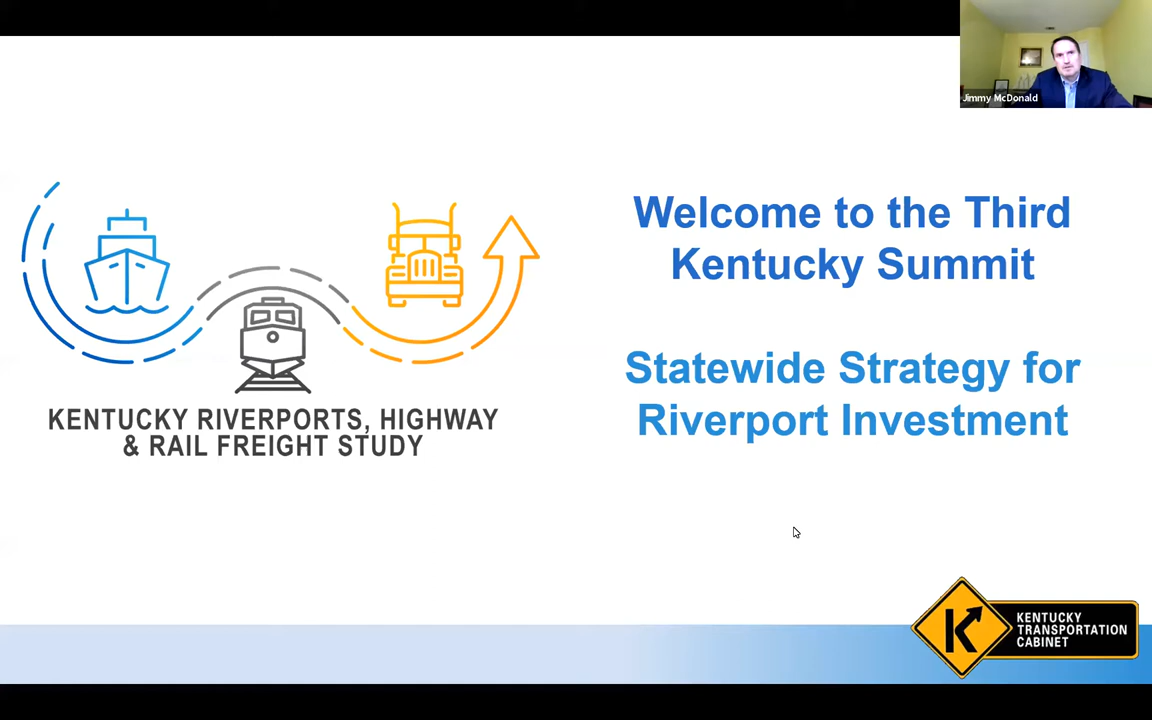 Jimmy McDonald
Welcome to the Third
Kentucky Summit
Statewide Strategy for
Riverport Investment
KENTUCKY RIVERPORTS, HIGHWAY
& RAIL FREIGHT STUDY
K
KENTUCKY
TRANSPORTATION
CABINET